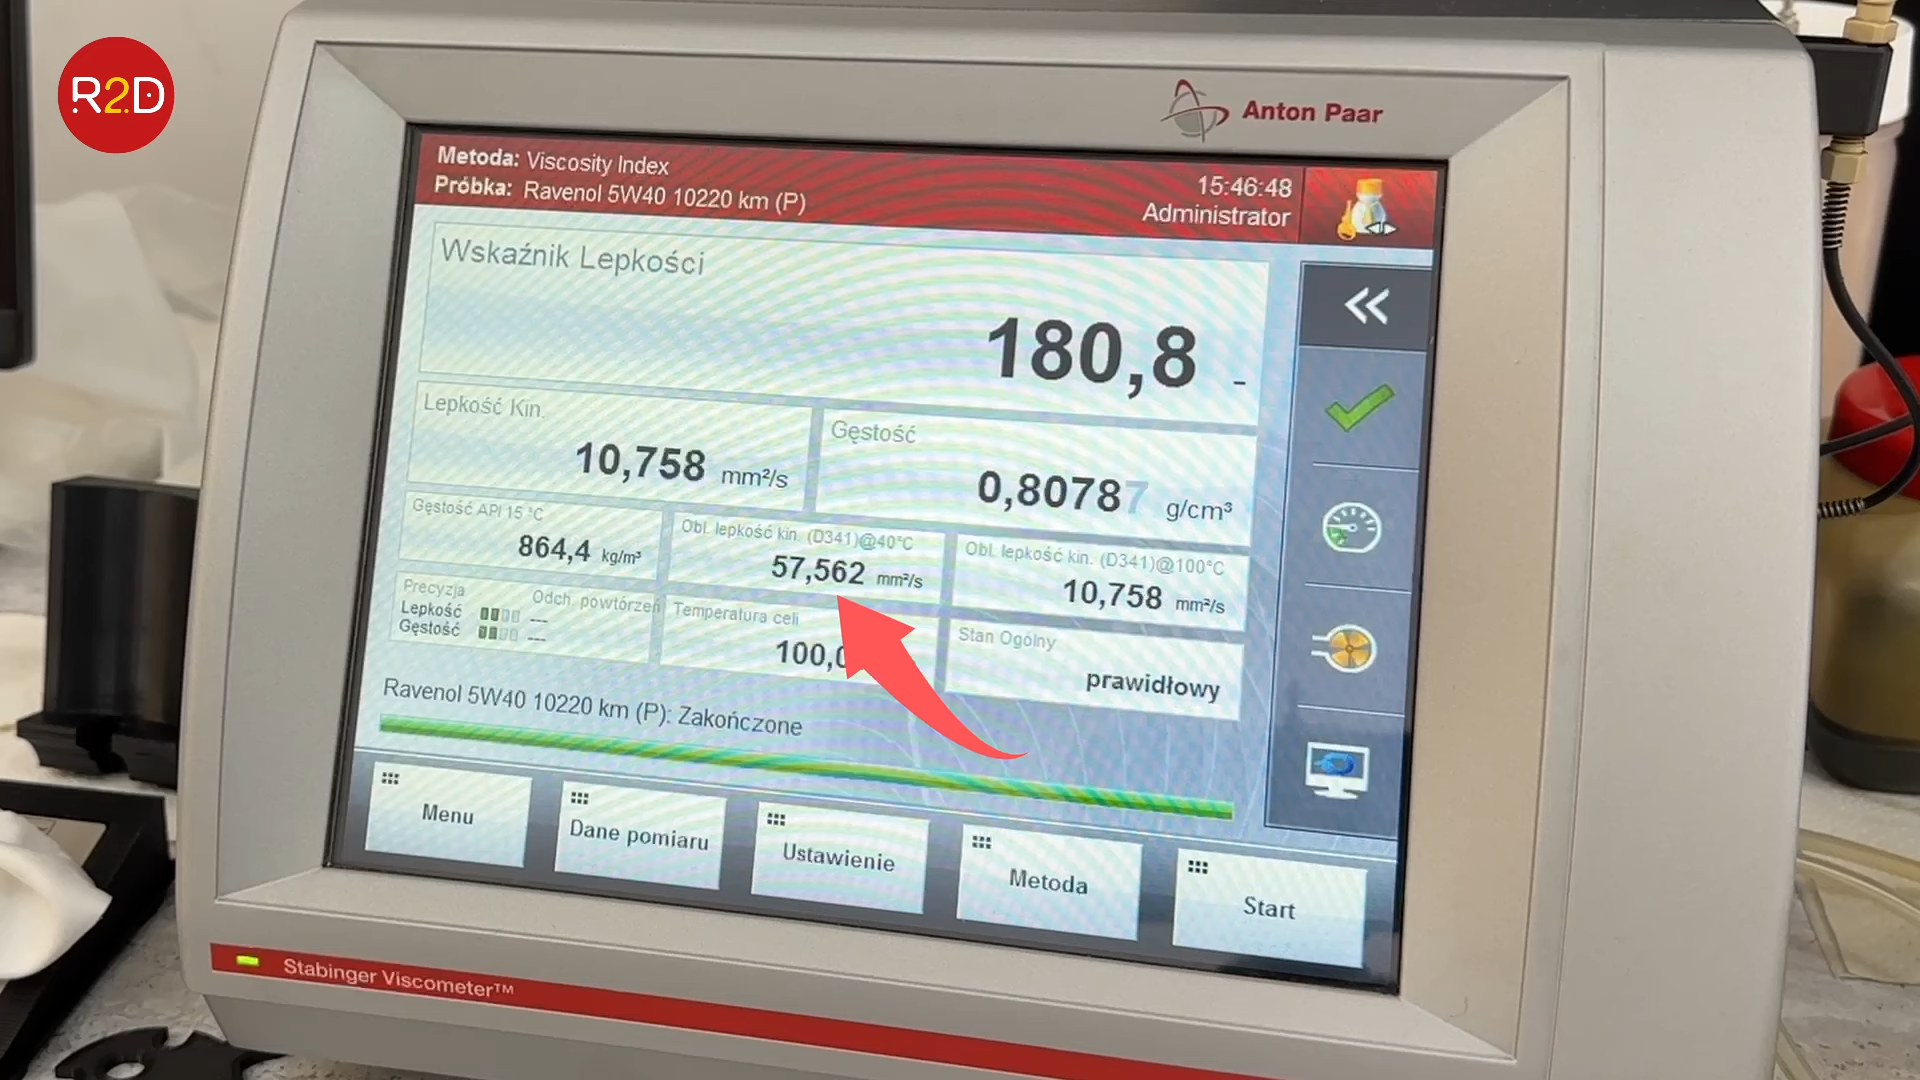 R2D
Anton Paar
Metoda: Viscosity Index
Próbka: Ravenol 5W40 10220 km (P)
15:46:48
Administrator
Wskaźnik Lepkości
180,8 -
Lepkość Kin.
10,758 mm²/s
Gęstość
0,80787 g/cm³
Gęstość API 15 °C
864,4 kg/m³
Obl. lepkość kin. (D341)@40°C
57,562 mm²/s
Obl. lepkość kin. (D341)@100°C
10,758 mm²/s
Precyzja
Odch. powtórzeń
Lepkość ---
Gęstość ---
Temperatura celi
100,0
Stan Ogólny
prawidłowy
Ravenol 5W40 10220 km (P): Zakończone
Menu
Dane pomiaru
Ustawienie
Metoda
Start
Stabinger Viscometer™